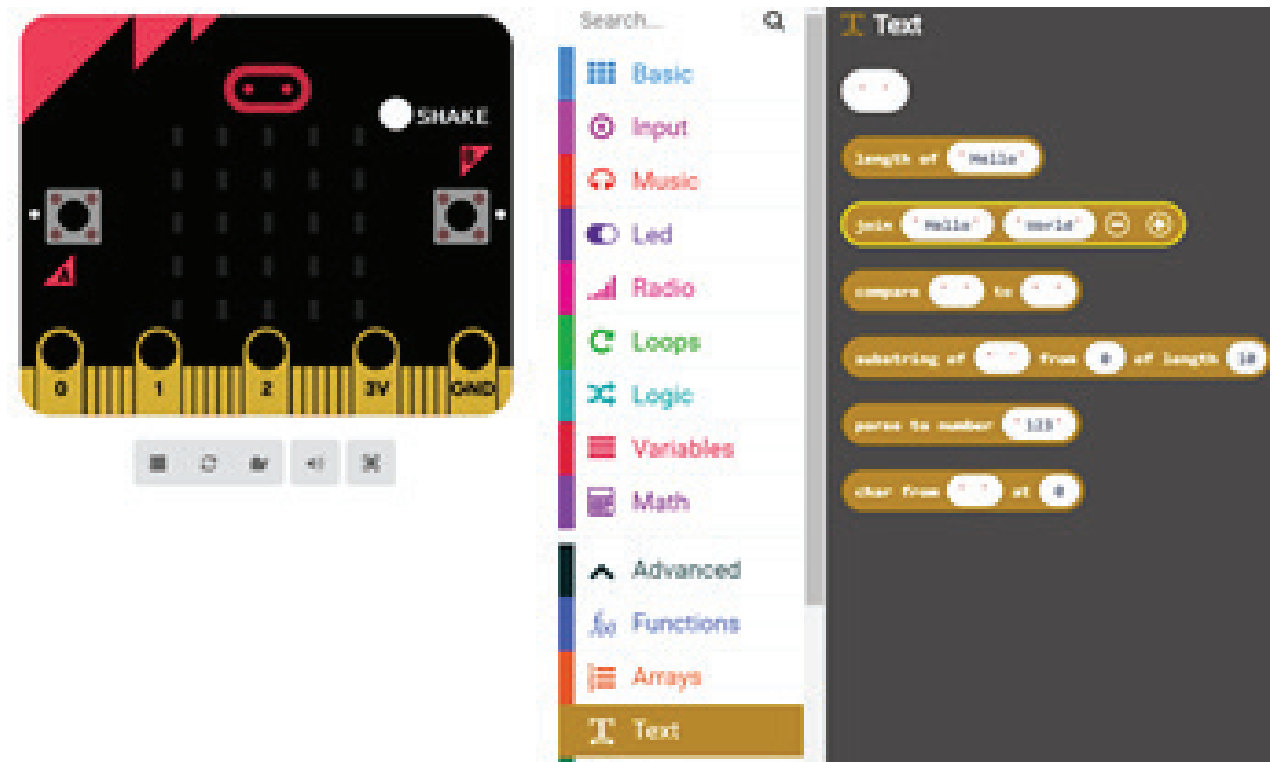 SHAKE
B
A
0 1 2 3V GND
Search...
Basic
Input
Music
Led
Radio
Loops
Logic
Variables
Math
Advanced
f(x) Functions
Arrays
T Text
T Text
" "
length of "Hello"
join "Hello" "World" - +
compare " " to " "
substring of " " from 0 of length 10
parse to number "123"
char from " " at 0